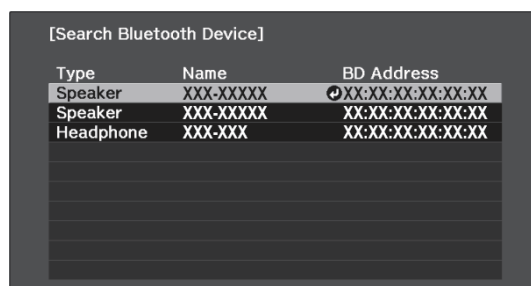 [Search Bluetooth Device]
Type Name BD Address
Speaker XXX-XXXXX XX:XX:XX:XX:XX:XX
Speaker XXX-XXXXX XX:XX:XX:XX:XX:XX
Headphone XXX-XXX XX:XX:XX:XX:XX:XX